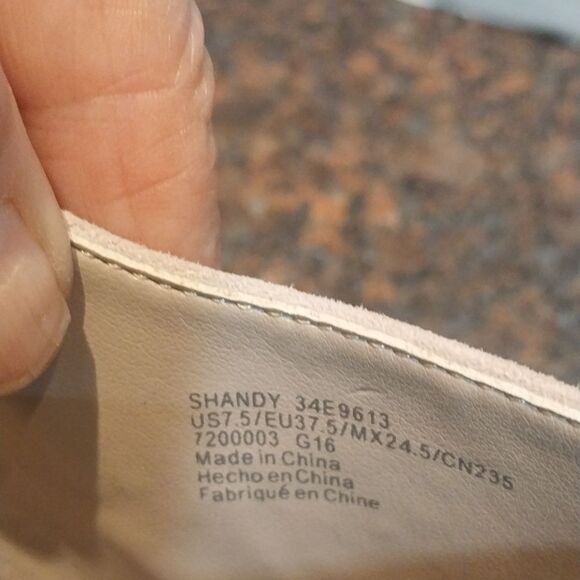 SHANDY 34E9613
US7.5/EU37.5/MX24.5/CN235
7200003 G16
Made in China
Hecho en China
Fabriqué en Chine